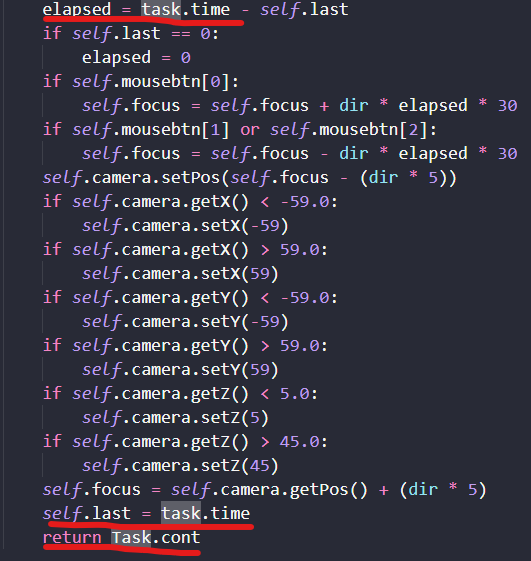 elapsed = task.time - self.last
if self.last == 0:
elapsed = 0
if self.mousebtn[0]:
self.focus = self.focus + dir * elapsed * 30
if self.mousebtn[1] or self.mousebtn[2]:
self.focus = self.focus - dir * elapsed * 30
self.camera.setPos(self.focus - (dir * 5))
if self.camera.getX() < -59.0:
self.camera.setX(-59)
if self.camera.getX() > 59.0:
self.camera.setX(59)
if self.camera.getY() < -59.0:
self.camera.setY(-59)
if self.camera.getY() > 59.0:
self.camera.setY(59)
if self.camera.getZ() < 5.0:
self.camera.setZ(5)
if self.camera.getZ() > 45.0:
self.camera.setZ(45)
self.focus = self.camera.getPos() + (dir * 5)
self.last = task.time
return Task.cont